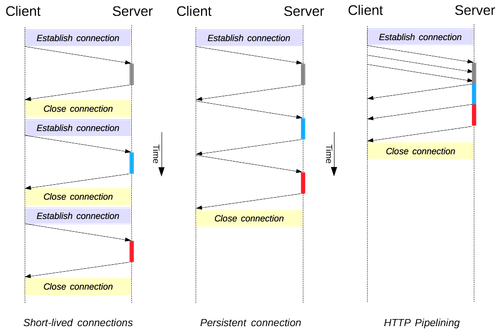 Client Server Client Server Client Server
Establish connection Establish connection Establish connection
Close connection
Establish connection
Time Time
Close connection
Close connection
Establish connection
Close connection
Close connection
Short-lived connections Persistent connection HTTP Pipelining